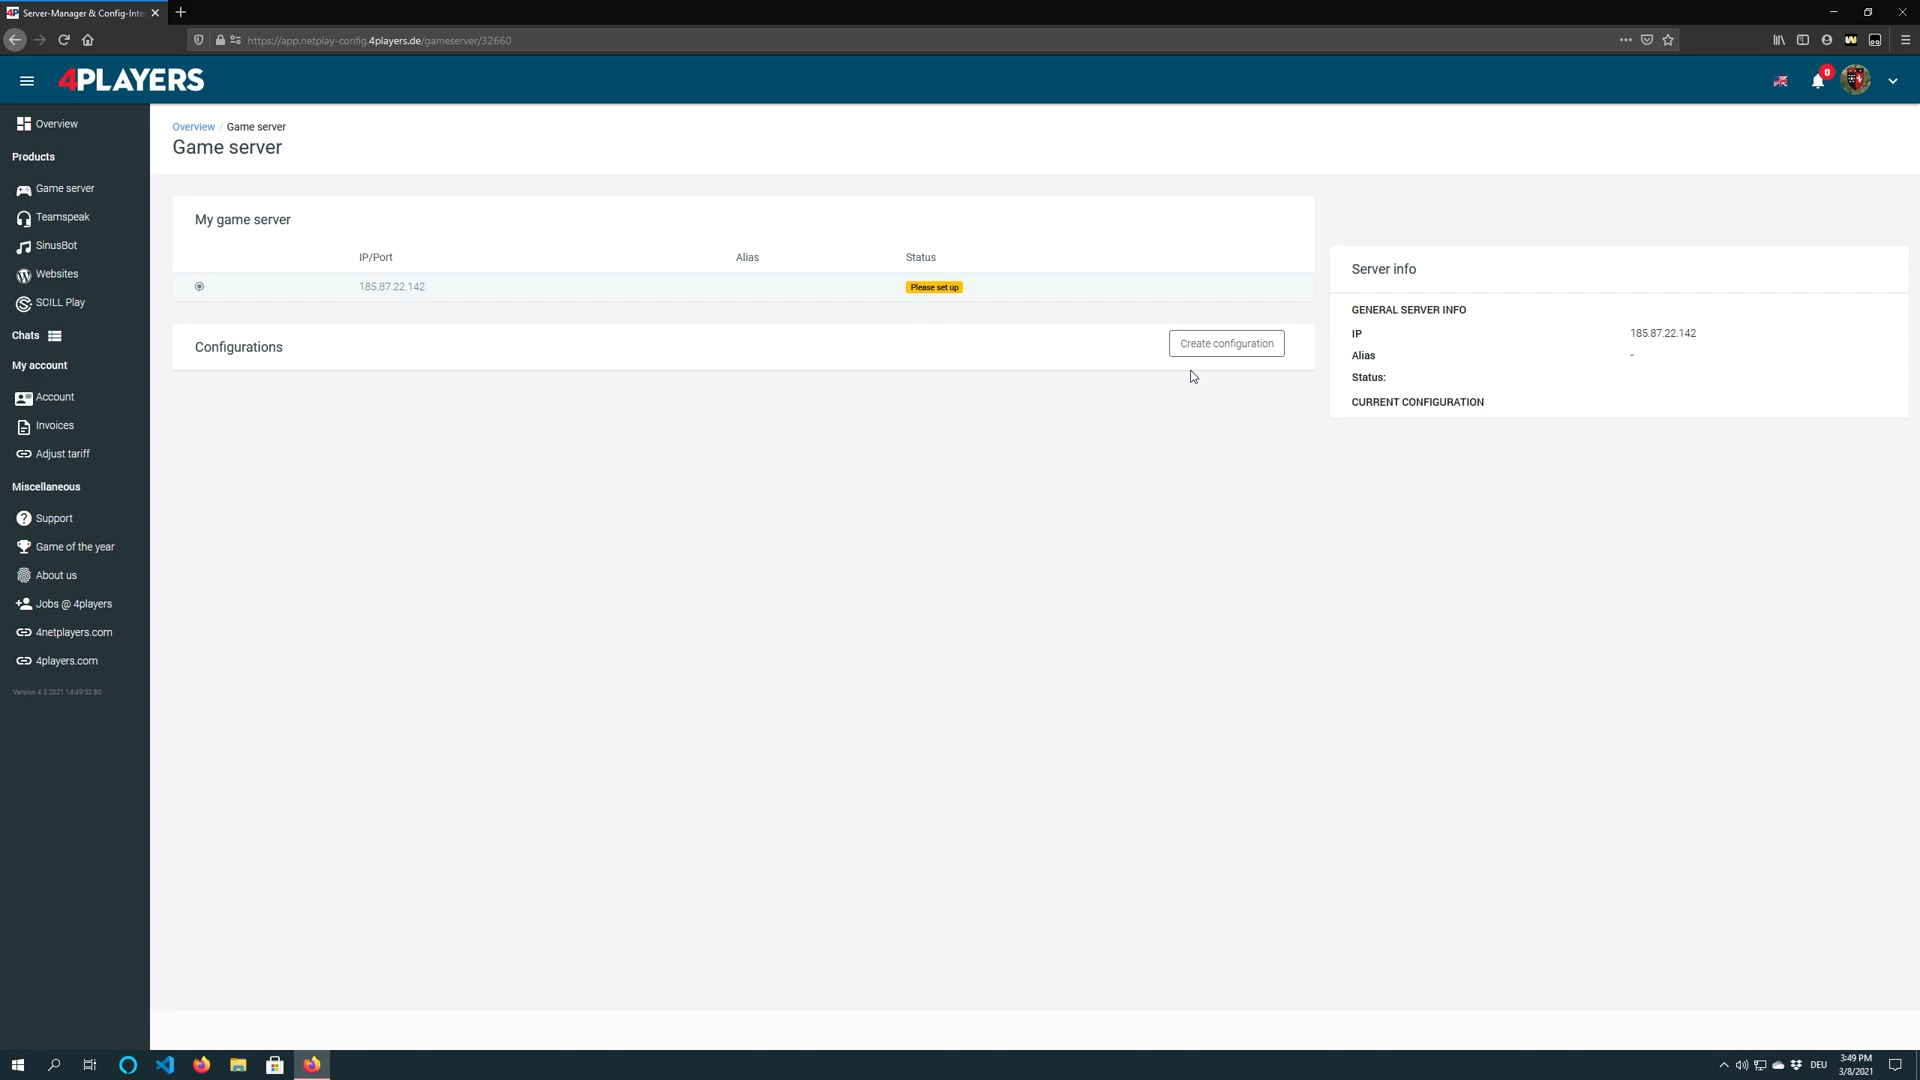 Server-Manager & Config-Inte
https://app.netplay-config.4players.de/gameserver/32660
4PLAYERS
0
Overview
Products
Game server
Teamspeak
SinusBot
Websites
SCILL Play
Chats
My account
Account
Invoices
Adjust tariff
Miscellaneous
Support
Game of the year
About us
Jobs @ 4players
4netplayers.com
4players.com
Version 4.3.2021 14:49:52 B0
Overview / Game server
Game server
My game server
IP/Port Alias Status
185.87.22.142 Please set up
Configurations
Create configuration
Server info
GENERAL SERVER INFO
IP 185.87.22.142
Alias -
Status:
CURRENT CONFIGURATION
DEU
3:49 PM
3/8/2021